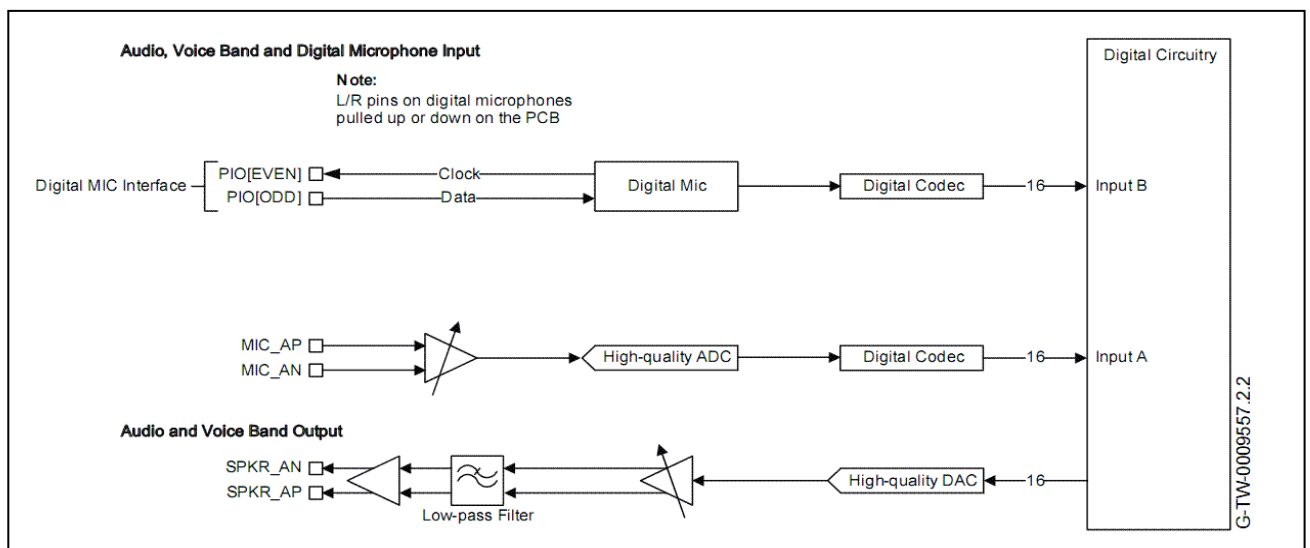 Audio, Voice Band and Digital Microphone Input
Digital Circuitry
Note:
L/R pins on digital microphones
pulled up or down on the PCB
Digital MIC Interface
PIO[EVEN]
Clock
PIO[ODD]
Data
Digital Mic
Digital Codec
16
Input B
MIC_AP
MIC_AN
High-quality ADC
Digital Codec
16
Input A
Audio and Voice Band Output
SPKR_AN
SPKR_AP
Low-pass Filter
High-quality DAC
16
G-TW-0009557.2.2